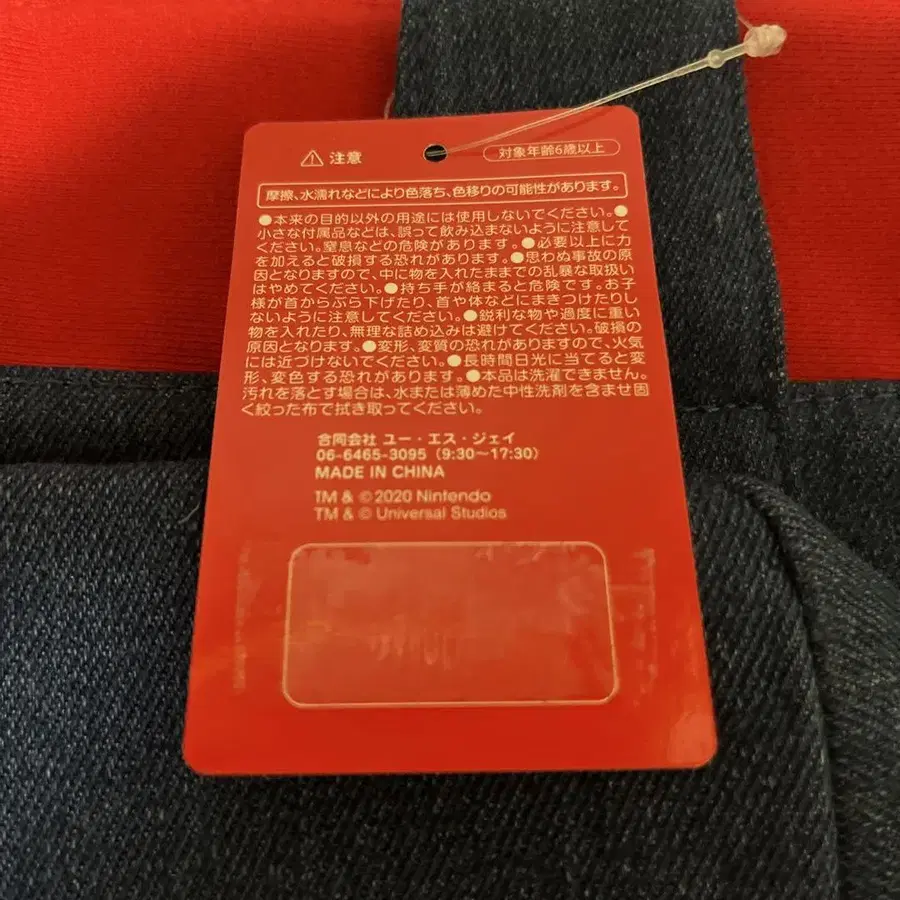 ⚠注意
対象年齢6歳以上
摩擦、水濡れなどにより色落ち、色移りの可能性があります。
●本来の目的以外の用途には使用しないでください。●
小さな付属品などは、誤って飲み込まないように注意して
ください。窒息などの危険があります。●必要以上に力
を加えると破損する恐れがあります。●思わぬ事故の原
因となりますので、中に物を入れたままでの乱暴な取扱い
はやめてください。●持ち手が絡まると危険です。お子
様が首からぶら下げたり、首や体などにまきつけたりし
ないように注意してください。●鋭利な物や過度に重い
物を入れたり、無理な詰め込みは避けてください。破損の
原因となります。●変形、変質の恐れがありますので、火気
には近づけないでください。●長時間日光に当てると変
形、変色する恐れがあります。●本品は洗濯できません。
汚れを落とす場合は、水または薄めた中性洗剤を含ませ固
く絞った布で拭き取ってください。
合同会社 ユー・エス・ジェイ
06-6465-3095（9:30〜17:30）
MADE IN CHINA
TM & ©2020 Nintendo
TM & © Universal Studios